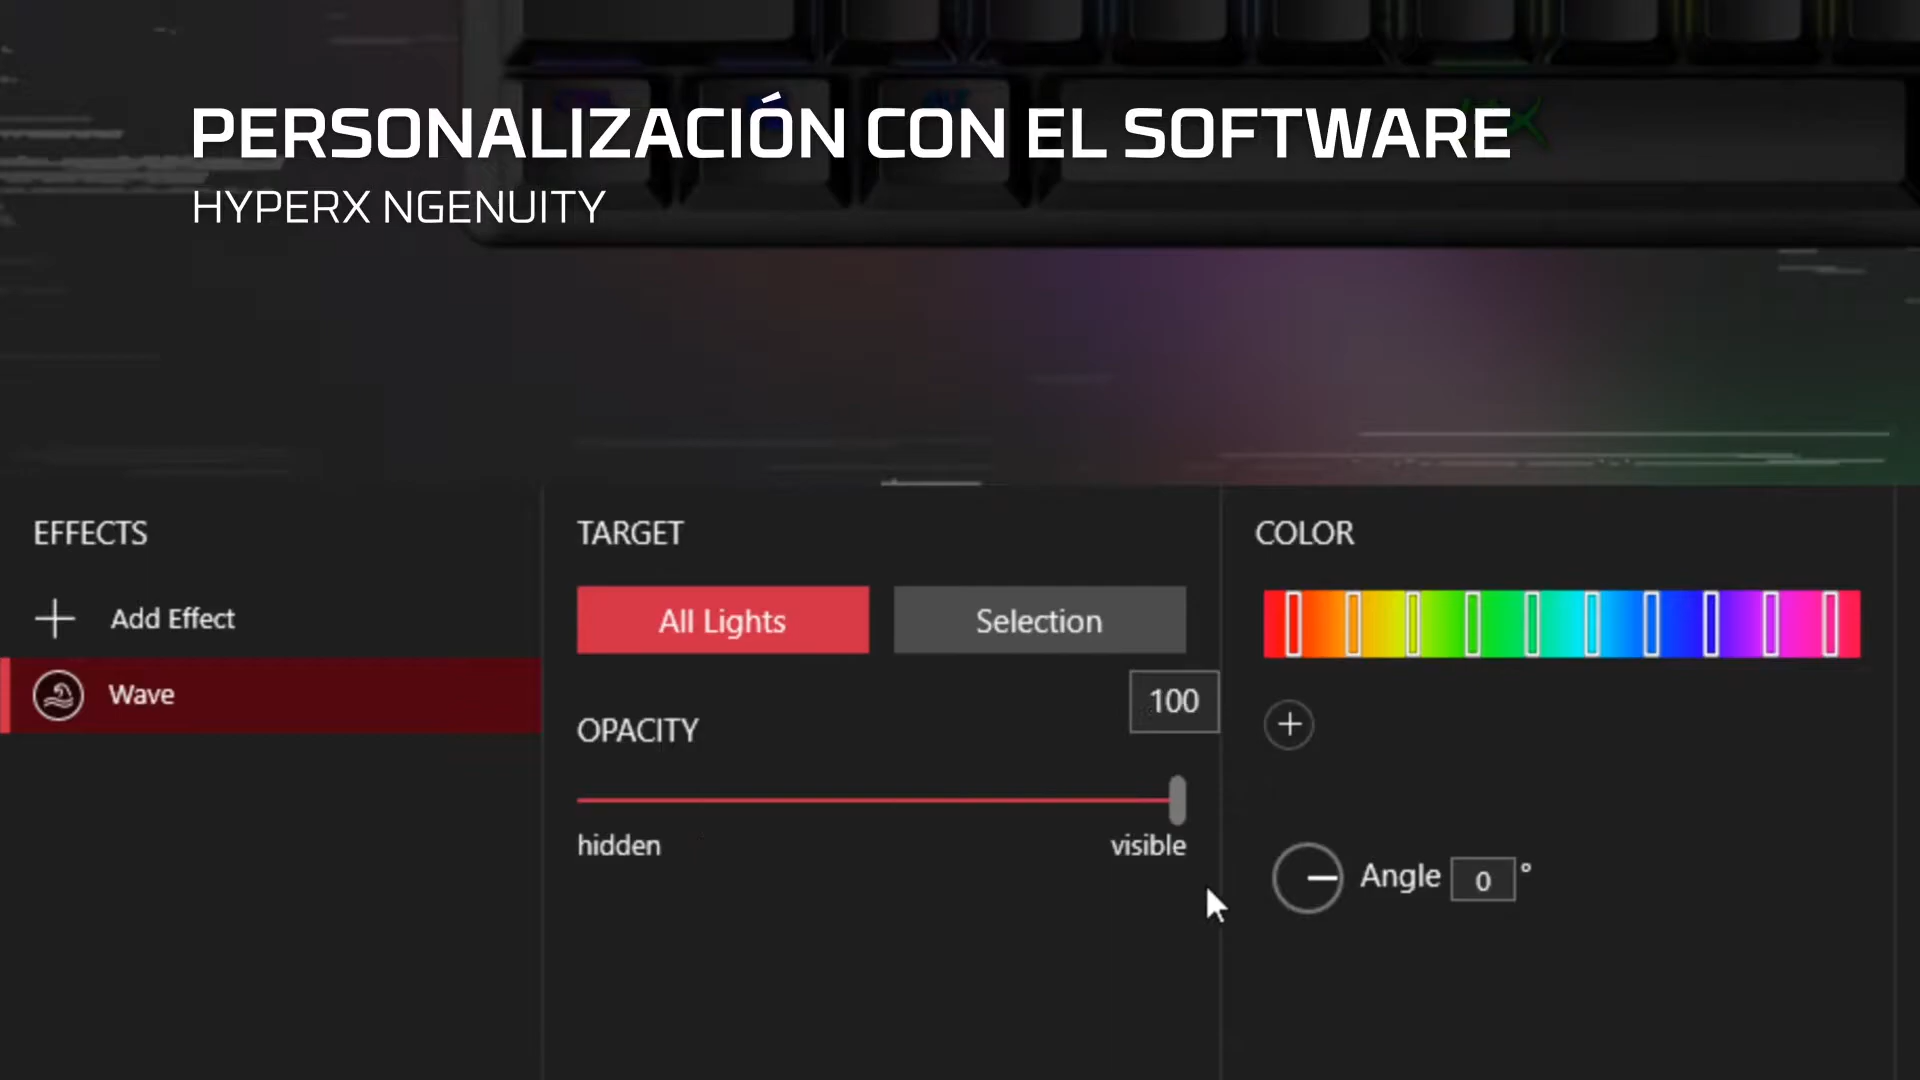 PERSONALIZACIÓN CON EL SOFTWARE
HYPERX NGENUITY
EFFECTS
Add Effect
Wave
TARGET
All Lights
Selection
100
OPACITY
hidden
visible
COLOR
Angle 0 °